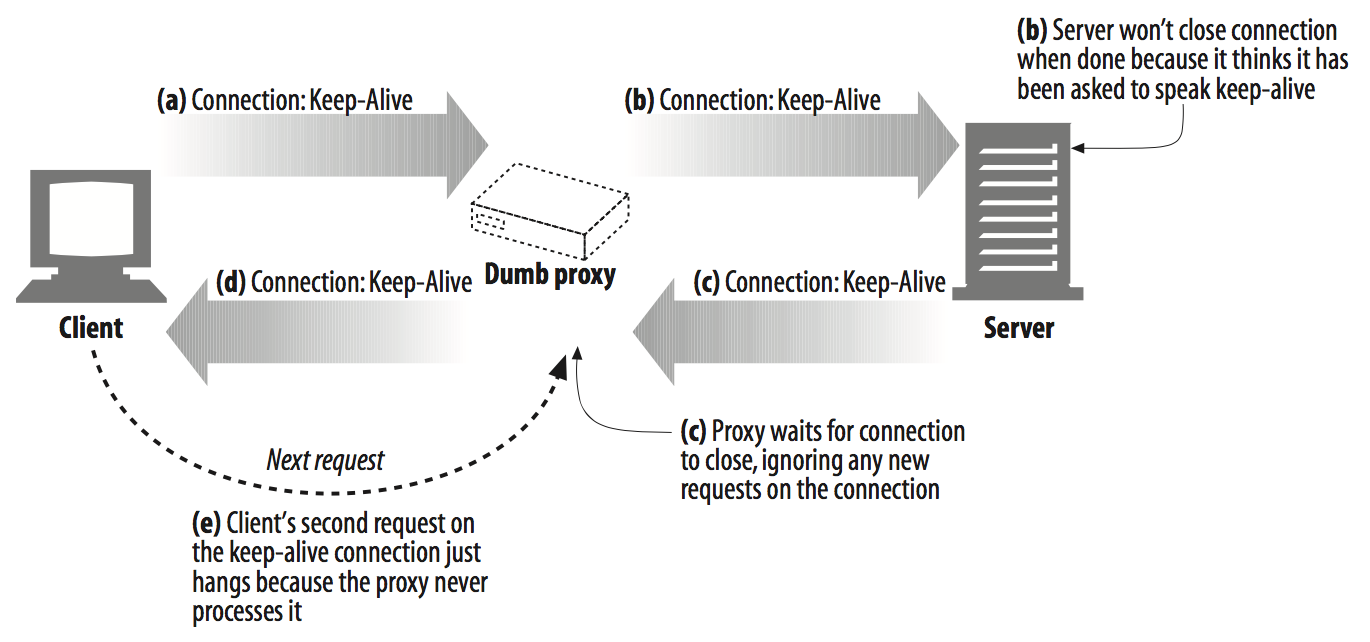 (b) Server won't close connection
when done because it thinks it has
been asked to speak keep-alive
(a) Connection: Keep-Alive
(b) Connection: Keep-Alive
Dumb proxy
(d) Connection: Keep-Alive
(c) Connection: Keep-Alive
Client
Server
Next request
(c) Proxy waits for connection
to close, ignoring any new
requests on the connection
(e) Client's second request on
the keep-alive connection just
hangs because the proxy never
processes it